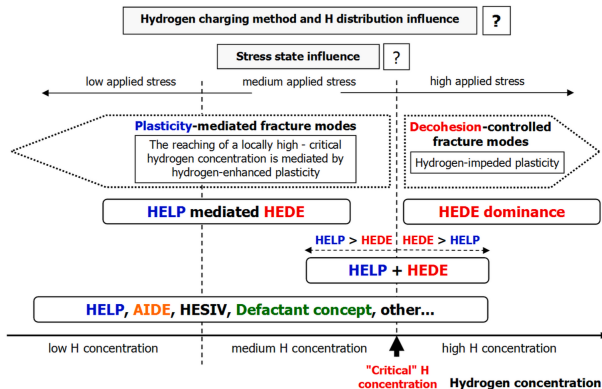 Hydrogen charging method and H distribution influence
?
Stress state influence
?
low applied stress
medium applied stress
high applied stress
Plasticity-mediated fracture modes
The reaching of a locally high - critical
hydrogen concentration is mediated by
hydrogen-enhanced plasticity
Decohesion-controlled
fracture modes
Hydrogen-impeded plasticity
HELP mediated HEDE
HEDE dominance
HELP > HEDE
HEDE > HELP
HELP + HEDE
HELP, AIDE, HESIV, Defactant concept, other...
low H concentration
medium H concentration
high H concentration
"Critical" H
concentration
Hydrogen concentration